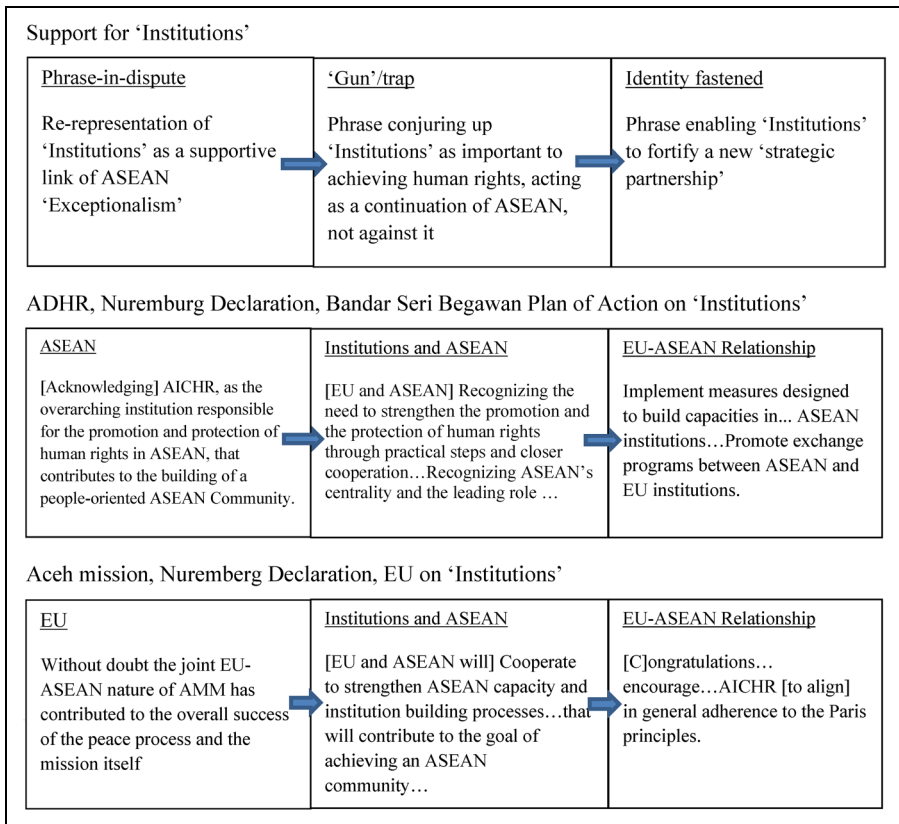 Support for ‘Institutions’
Phrase-in-dispute
Re-representation of
‘Institutions’ as a supportive
link of ASEAN
‘Exceptionalism’
‘Gun’/trap
Phrase conjuring up
‘Institutions’ as important to
achieving human rights, acting
as a continuation of ASEAN,
not against it
Identity fastened
Phrase enabling ‘Institutions’
to fortify a new ‘strategic
partnership’
ADHR, Nuremburg Declaration, Bandar Seri Begawan Plan of Action on ‘Institutions’
ASEAN
[Acknowledging] AICHR, as the
overarching institution responsible
for the promotion and protection of
human rights in ASEAN, that
contributes to the building of a
people-oriented ASEAN Community.
Institutions and ASEAN
[EU and ASEAN] Recognizing the
need to strengthen the promotion and
the protection of human rights
through practical steps and closer
cooperation…Recognizing ASEAN’s
centrality and the leading role …
EU-ASEAN Relationship
Implement measures designed
to build capacities in... ASEAN
institutions…Promote exchange
programs between ASEAN and
EU institutions.
Aceh mission, Nuremberg Declaration, EU on ‘Institutions’
EU
Without doubt the joint EU-
ASEAN nature of AMM has
contributed to the overall success
of the peace process and the
mission itself
Institutions and ASEAN
[EU and ASEAN will] Cooperate
to strengthen ASEAN capacity and
institution building processes…that
will contribute to the goal of
achieving an ASEAN
community…
EU-ASEAN Relationship
[C]ongratulations…
encourage…AICHR [to align]
in general adherence to the Paris
principles.